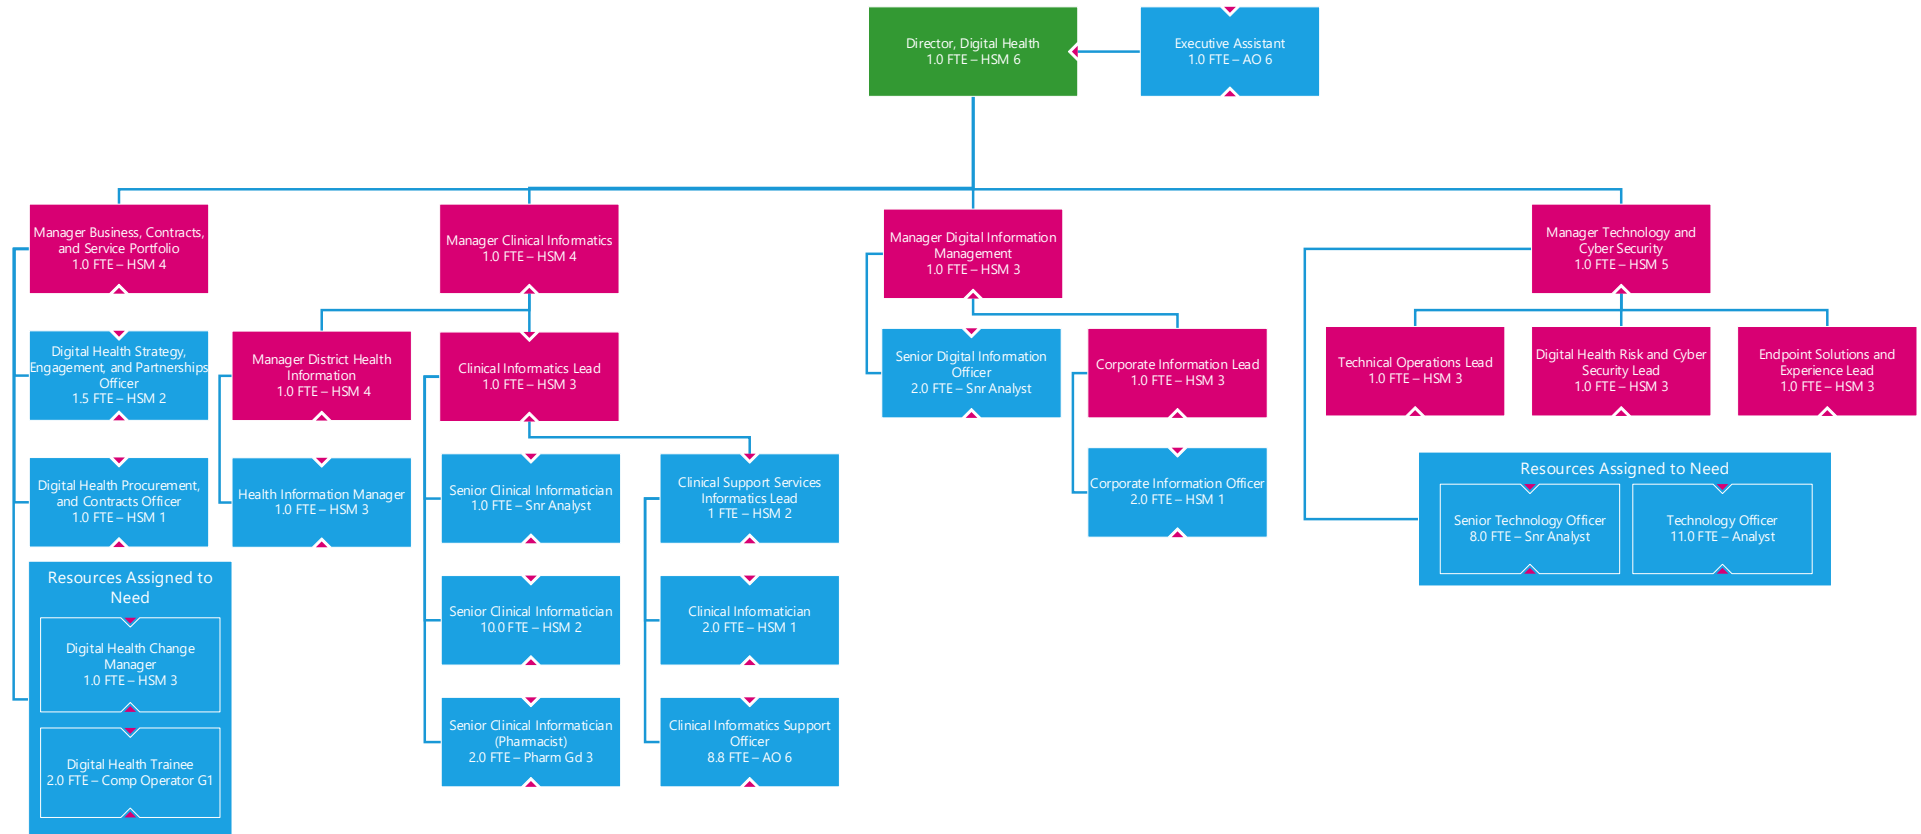 Director, Digital Health
1.0 FTE – HSM 6
Executive Assistant
1.0 FTE – AO 6
Manager Business, Contracts,
and Service Portfolio
1.0 FTE – HSM 4
Digital Health Strategy,
Engagement, and Partnerships
Officer
1.5 FTE – HSM 2
Digital Health Procurement,
and Contracts Officer
1.0 FTE – HSM 1
Resources Assigned to
Need
Digital Health Change
Manager
1.0 FTE – HSM 3
Digital Health Trainee
2.0 FTE – Comp Operator G1
Manager Clinical Informatics
1.0 FTE – HSM 4
Manager District Health
Information
1.0 FTE – HSM 4
Health Information Manager
1.0 FTE – HSM 3
Clinical Informatics Lead
1.0 FTE – HSM 3
Senior Clinical Informatician
1.0 FTE – Snr Analyst
Senior Clinical Informatician
10.0 FTE – HSM 2
Senior Clinical Informatician
(Pharmacist)
2.0 FTE – Pharm Gd 3
Clinical Support Services
Informatics Lead
1 FTE – HSM 2
Clinical Informatician
2.0 FTE – HSM 1
Clinical Informatics Support
Officer
8.8 FTE – AO 6
Manager Digital Information
Management
1.0 FTE – HSM 3
Senior Digital Information
Officer
2.0 FTE – Snr Analyst
Corporate Information Lead
1.0 FTE – HSM 3
Corporate Information Officer
2.0 FTE – HSM 1
Manager Technology and
Cyber Security
1.0 FTE – HSM 5
Technical Operations Lead
1.0 FTE – HSM 3
Digital Health Risk and Cyber
Security Lead
1.0 FTE – HSM 3
Endpoint Solutions and
Experience Lead
1.0 FTE – HSM 3
Resources Assigned to Need
Senior Technology Officer
8.0 FTE – Snr Analyst
Technology Officer
11.0 FTE – Analyst